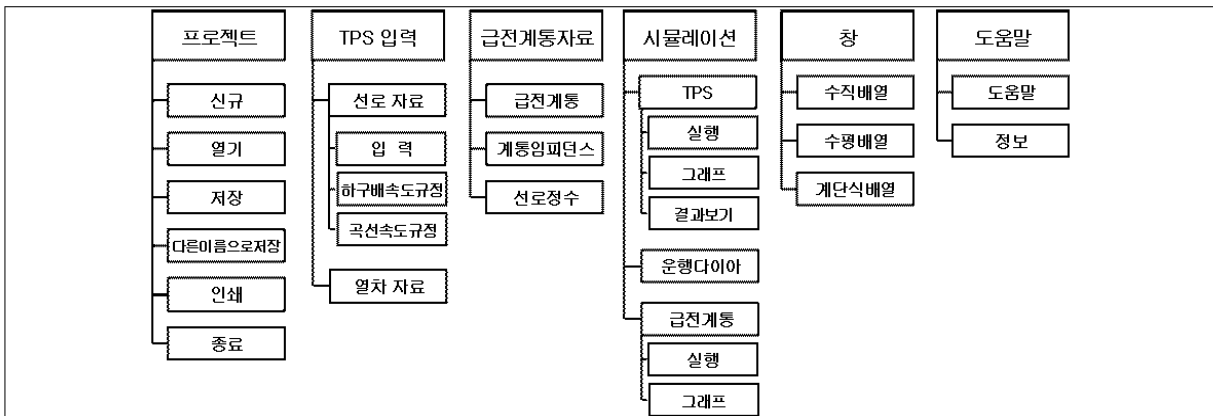 프로젝트
신규
열기
저장
다른이름으로저장
인쇄
종료
TPS 입력
선로 자료
입 력
하구배속도규정
곡선속도규정
열차 자료
급전계통자료
급전계통
계통임피던스
선로정수
시뮬레이션
TPS
실행
그래프
결과보기
운행다이아
급전계통
실행
그래프
창
수직배열
수평배열
계단식배열
도움말
도움말
정보